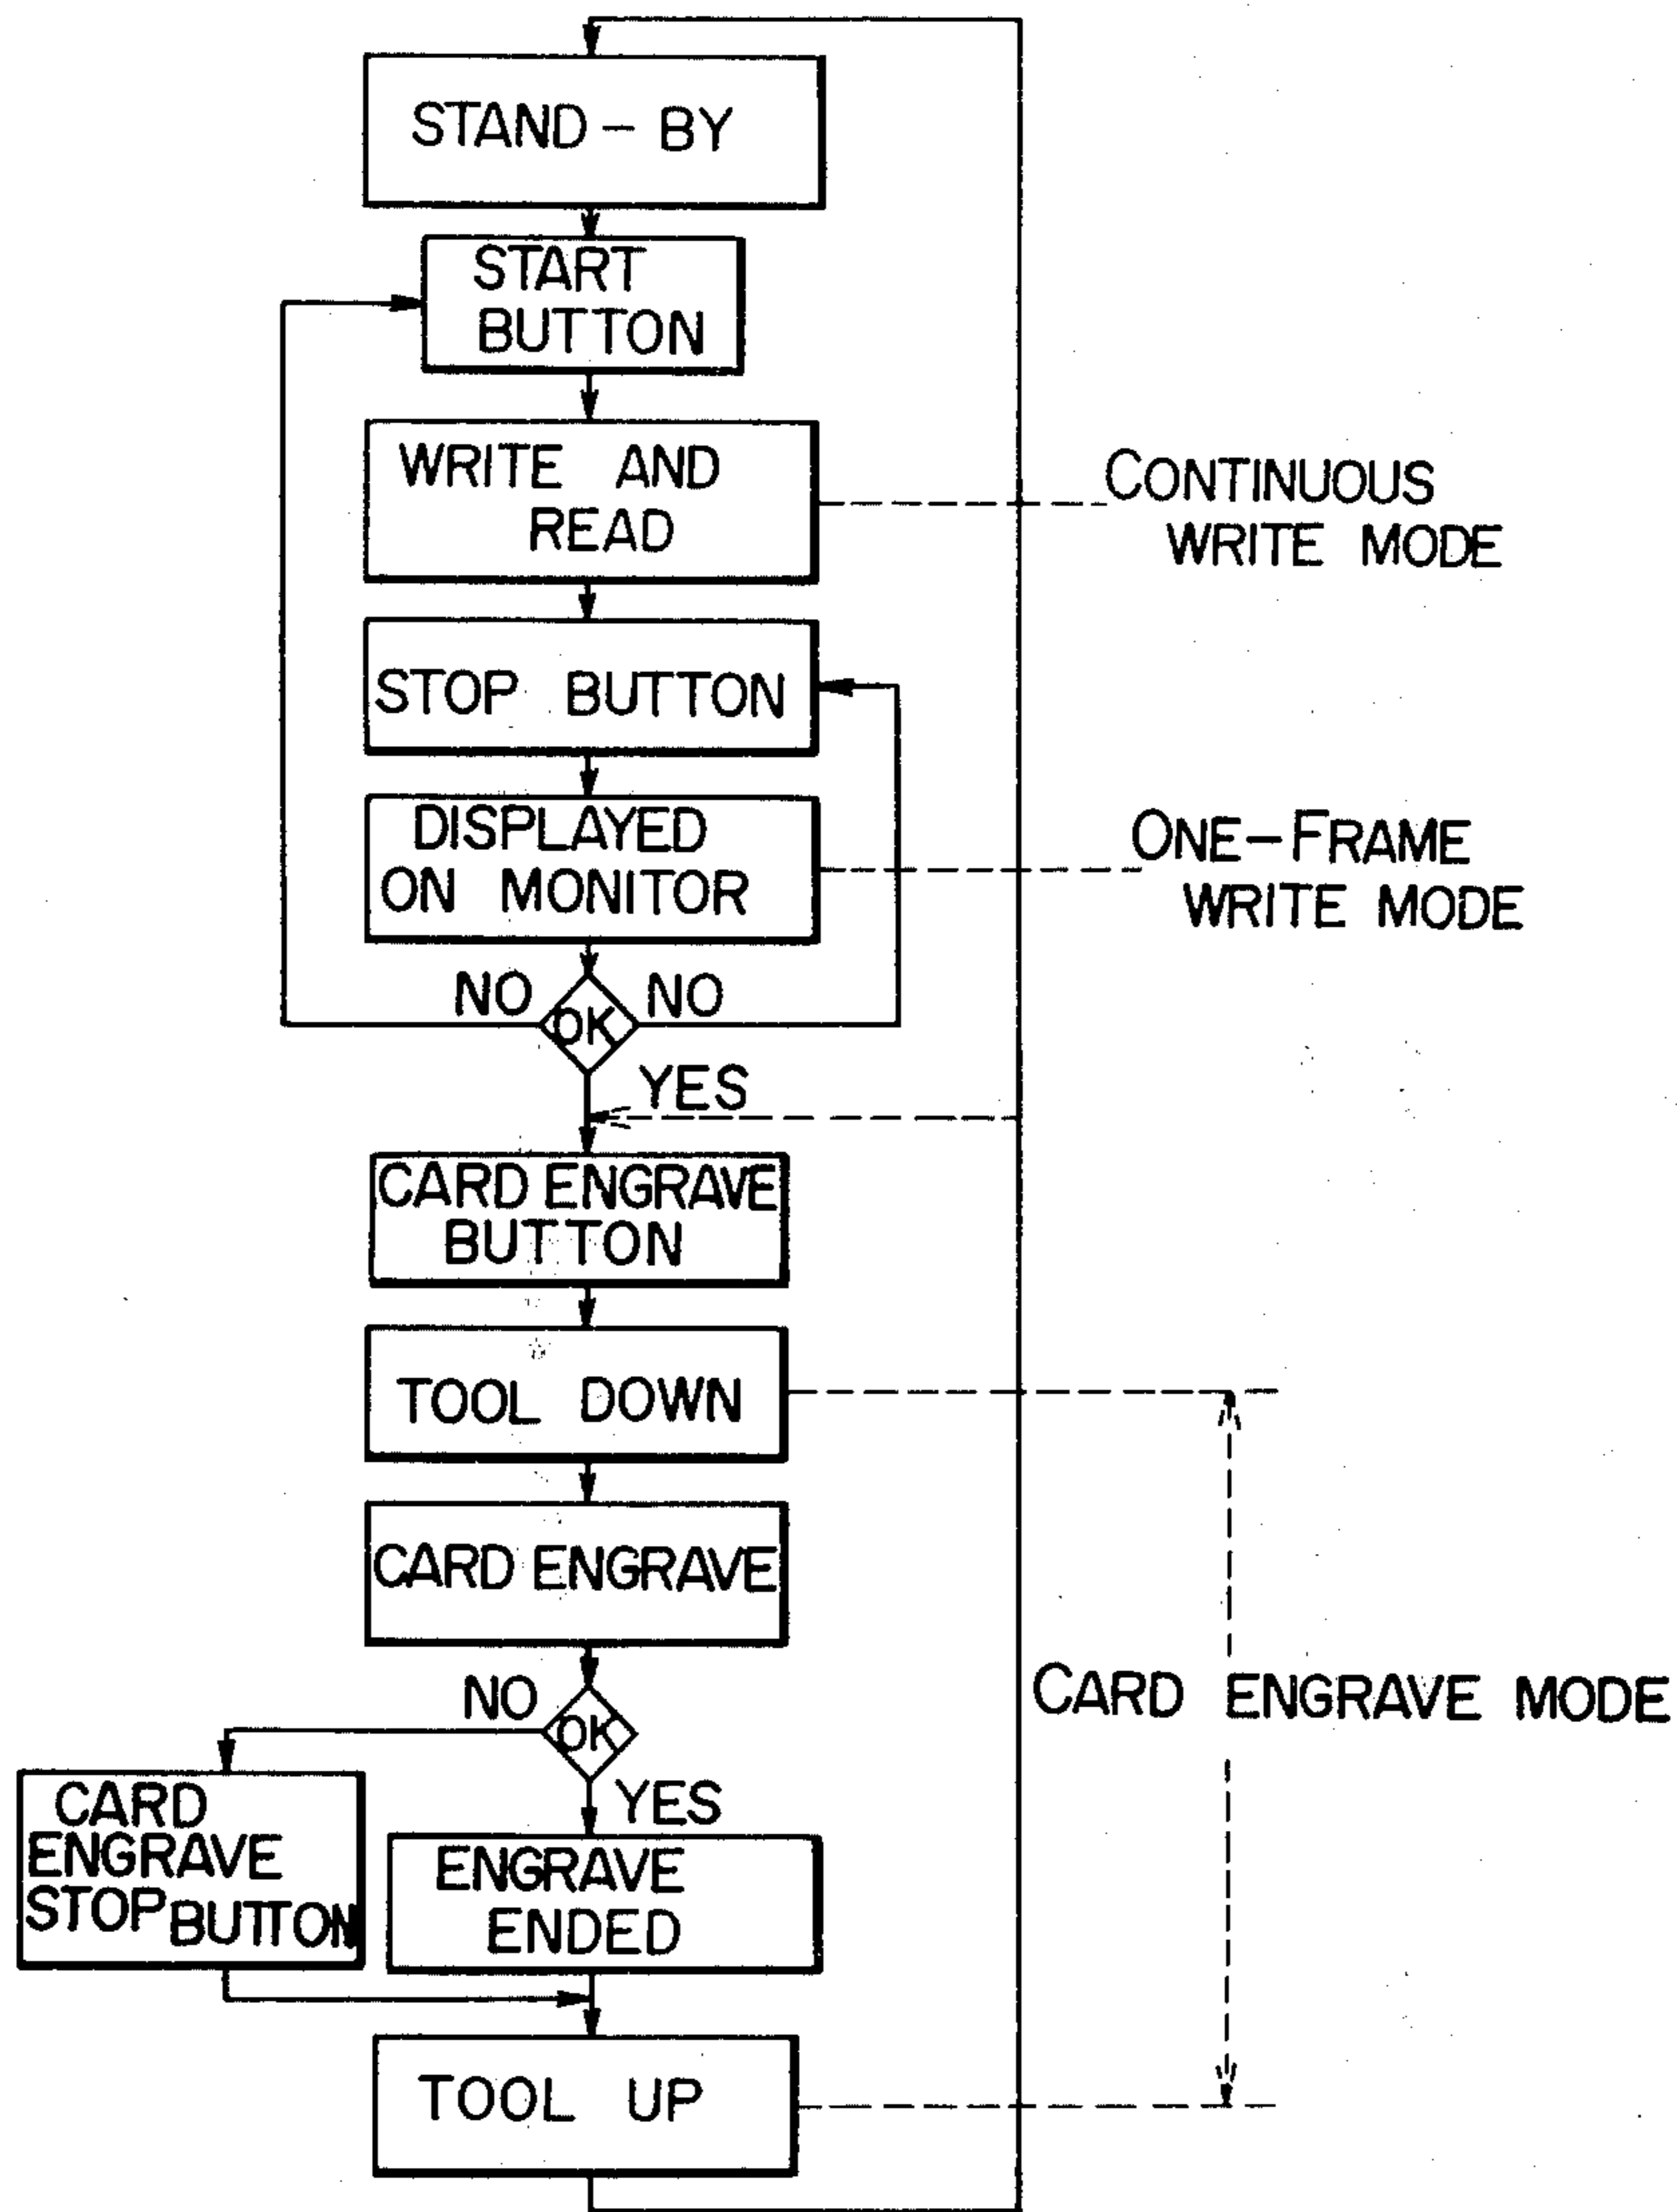 STAND-BY
START
BUTTON
WRITE AND
READ
CONTINUOUS
WRITE MODE
STOP BUTTON
DISPLAYED
ON MONITOR
ONE-FRAME
WRITE MODE
NO
NO
OK
YES
CARD ENGRAVE
BUTTON
TOOL DOWN
CARD ENGRAVE
NO
OK
CARD ENGRAVE MODE
YES
CARD
ENGRAVE
STOP BUTTON
ENGRAVE
ENDED
TOOL UP